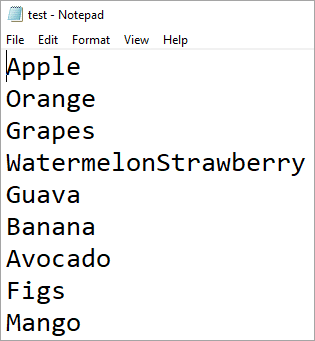 test - Notepad
File Edit Format View Help
Apple
Orange
Grapes
WatermelonStrawberry
Guava
Banana
Avocado
Figs
Mango